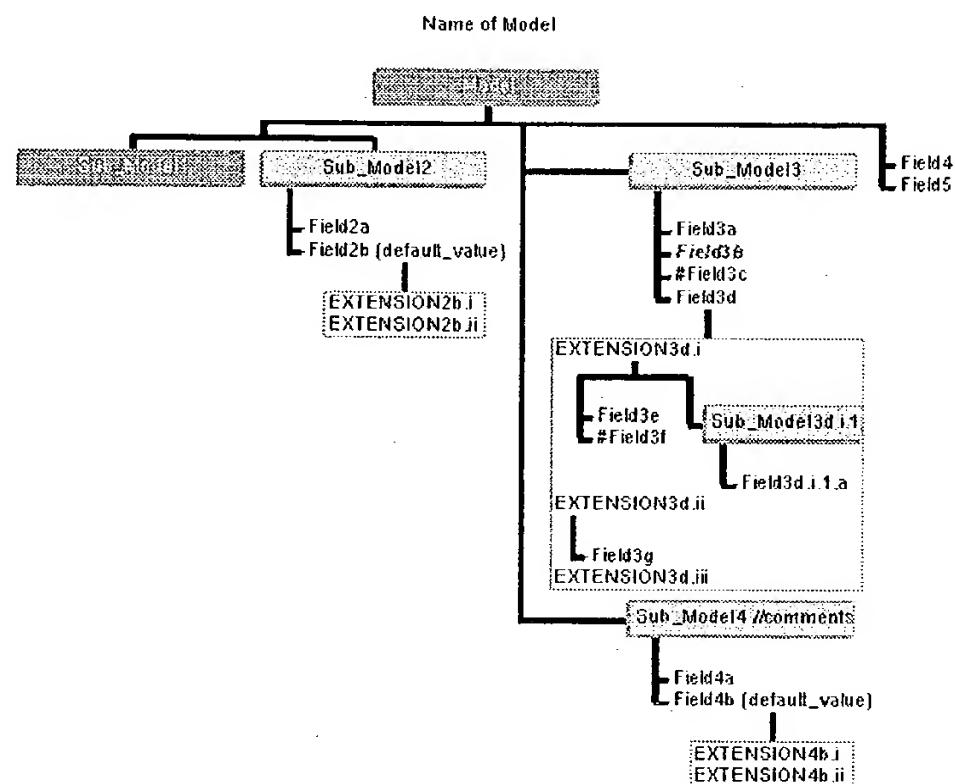 Name of Model
Model
Sub_Model2
Sub_Model3
Field4
Field5
Field2a
Field2b (default_value)
EXTENSION2b.i
EXTENSION2b.ii
Field3a
Field3b
#Field3c
Field3d
EXTENSION3d.i
Field3e
#Field3f
Sub_Model3d.i.1
Field3d.i.1.a
EXTENSION3d.ii
Field3g
EXTENSION3d.iii
Sub_Model4 //comments
Field4a
Field4b (default_value)
EXTENSION4b.i
EXTENSION4b.ii